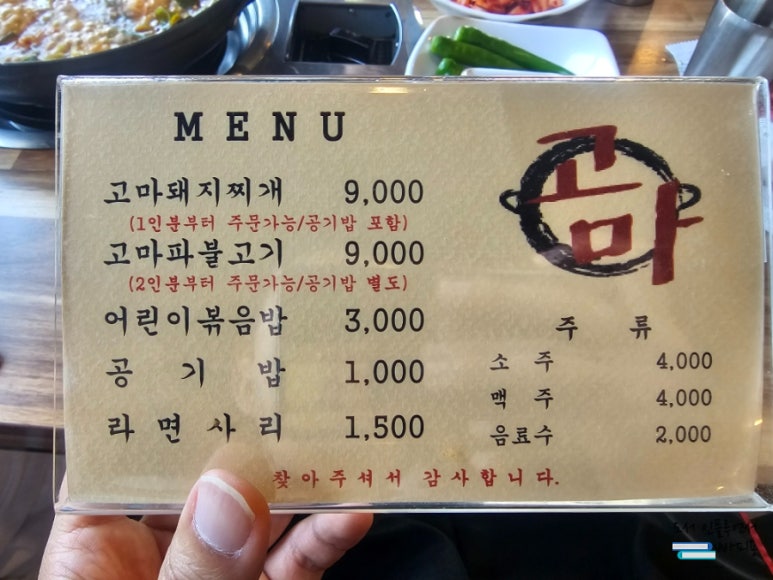 MENU
고마
고마돼지찌개 9,000
(1인분부터 주문가능/공기밥 포함)
고마파불고기 9,000
(2인분부터 주문가능/공기밥 별도)
어린이볶음밥 3,000
공기밥 1,000
라면사리 1,500
주류
소주 4,000
맥주 4,000
음료수 2,000
찾아주셔서 감사합니다.